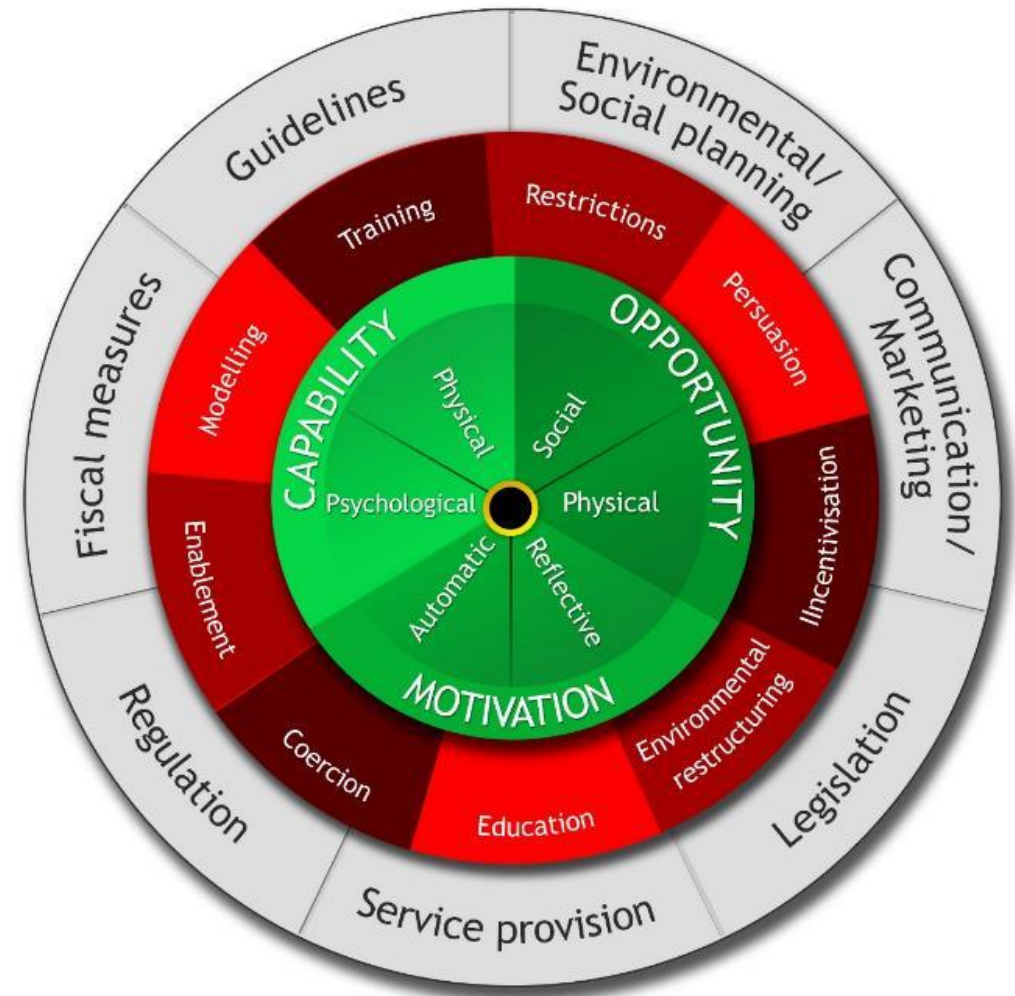 Guidelines
Environmental/
Social planning
Communication/
Marketing
Legislation
Service provision
Regulation
Fiscal measures
Training
Restrictions
Persuasion
IIncentivisation
Environmental
restructuring
Education
Coercion
Enablement
Modelling
CAPABILITY
OPPORTUNITY
MOTIVATION
Physical
Social
Physical
Reflective
Automatic
Psychological